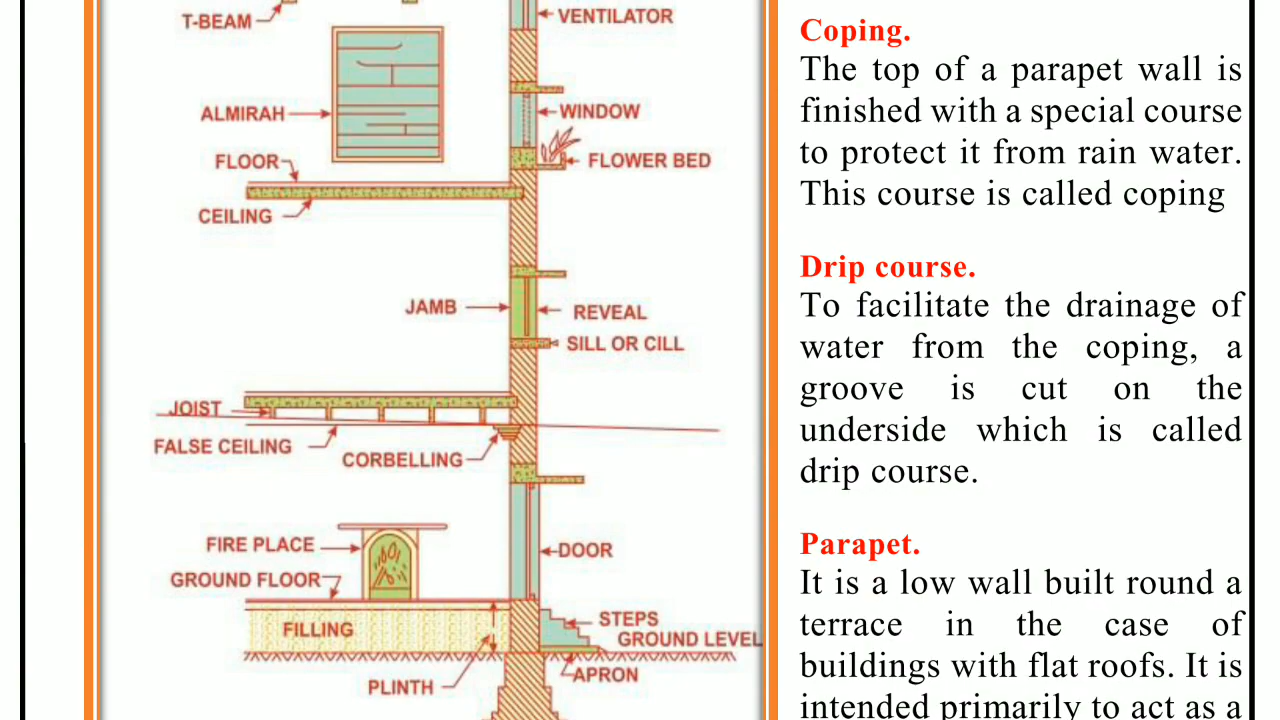 T-BEAM
VENTILATOR
ALMIRAH
WINDOW
FLOOR
FLOWER BED
CEILING
JAMB
REVEAL
SILL OR CILL
JOIST
FALSE CEILING
CORBELLING
FIRE PLACE
DOOR
GROUND FLOOR
FILLING
STEPS
GROUND LEVEL
PLINTH
APRON
Coping.
The top of a parapet wall is
finished with a special course
to protect it from rain water.
This course is called coping
Drip course.
To facilitate the drainage of
water from the coping, a
groove is cut on the
underside which is called
drip course.
Parapet.
It is a low wall built round a
terrace in the case of
buildings with flat roofs. It is
intended primarily to act as a